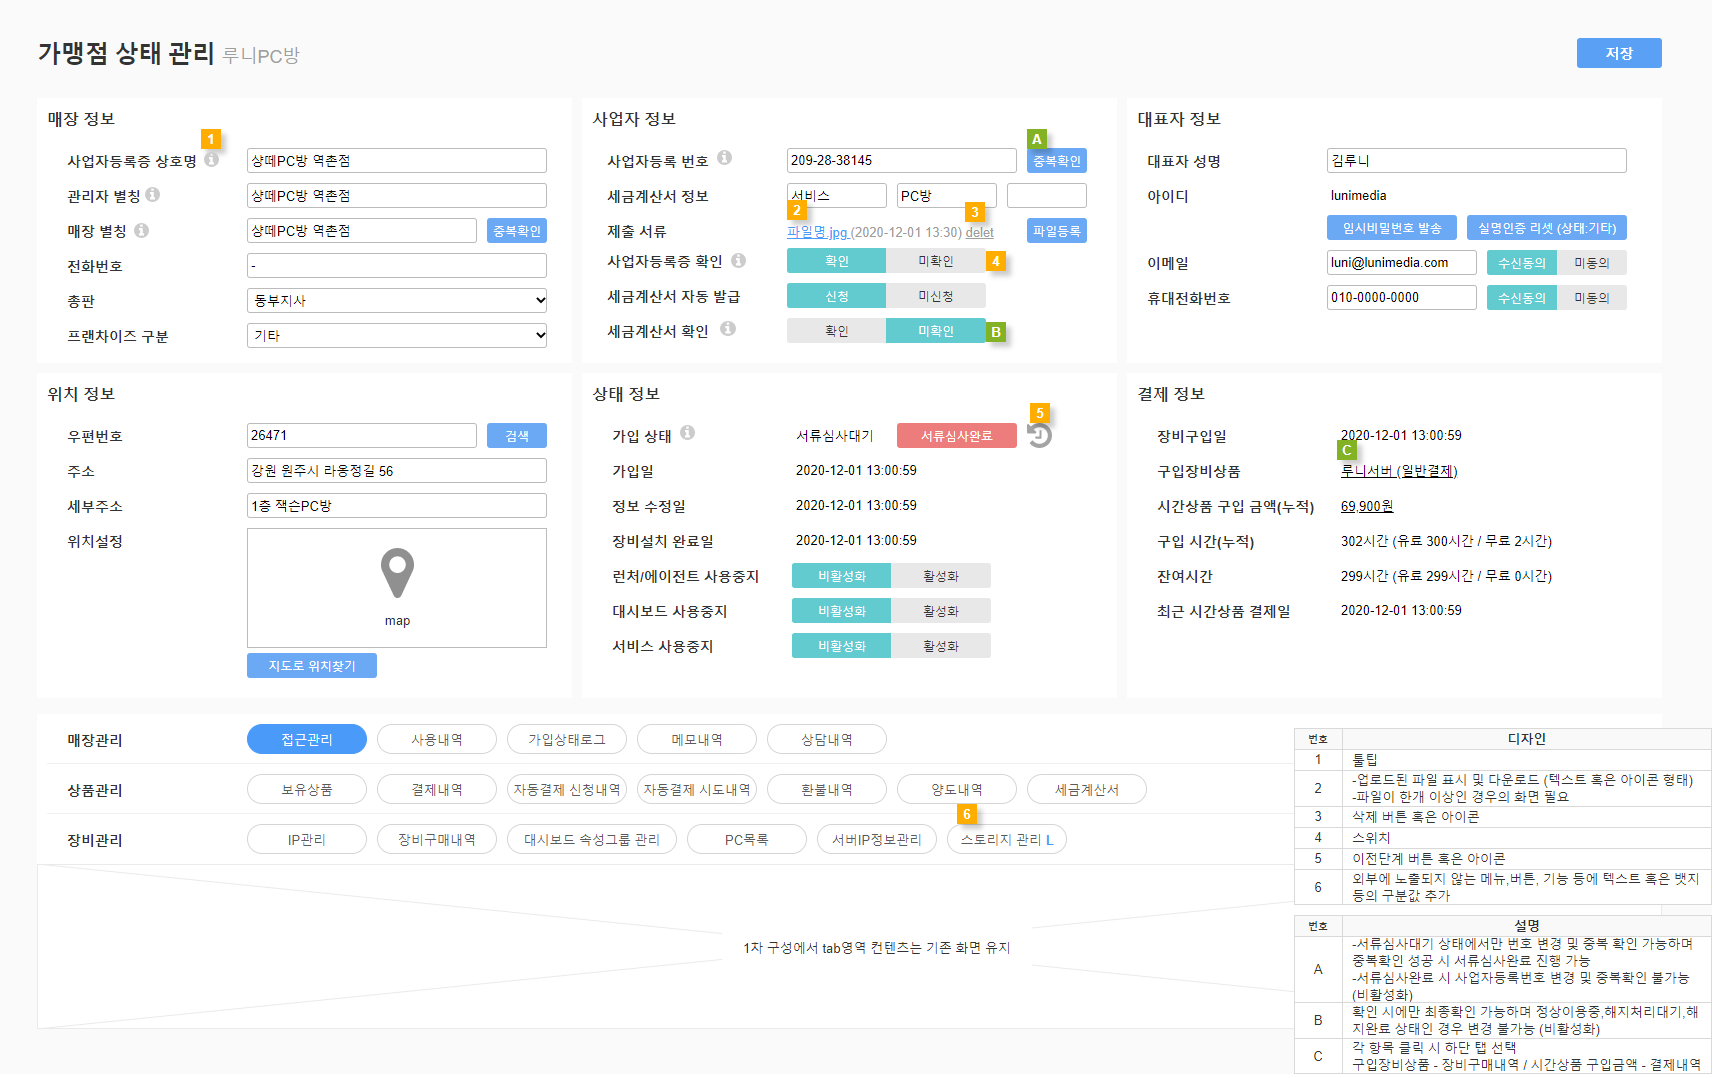 가맹점 상태 관리 루니PC방
저장
매장 정보
1
사업자등록증 상호명
샹떼PC방 역촌점
관리자 별칭
샹떼PC방 역촌점
매장 별칭
샹떼PC방 역촌점
중복확인
전화번호
-
총판
동부지사
프랜차이즈 구분
기타
사업자 정보
A
사업자등록 번호
209-28-38145
중복확인
세금계산서 정보
서비스
PC방
2
3
제출 서류
파일명.jpg (2020-12-01 13:30) delet
파일등록
사업자등록증 확인
확인
미확인
4
세금계산서 자동 발급
신청
미신청
세금계산서 확인
확인
미확인
B
대표자 정보
대표자 성명
김루니
아이디
lunimedia
임시비밀번호 발송
실명인증 리셋 (상태:기타)
이메일
luni@lunimedia.com
수신동의
미동의
휴대전화번호
010-0000-0000
수신동의
미동의
위치 정보
우편번호
26471
검색
주소
강원 원주시 라옹정길 56
세부주소
1층 잭슨PC방
위치설정
map
지도로 위치찾기
상태 정보
5
가입 상태
서류심사대기
서류심사완료
가입일
2020-12-01 13:00:59
정보 수정일
2020-12-01 13:00:59
장비설치 완료일
2020-12-01 13:00:59
런처/에이전트 사용중지
비활성화
활성화
대시보드 사용중지
비활성화
활성화
서비스 사용중지
비활성화
활성화
결제 정보
장비구입일
2020-12-01 13:00:59
C
구입장비상품
루니서버 (일반결제)
시간상품 구입 금액(누적)
69,900원
구입 시간(누적)
302시간 (유료 300시간 / 무료 2시간)
잔여시간
299시간 (유료 299시간 / 무료 0시간)
최근 시간상품 결제일
2020-12-01 13:00:59
매장관리
접근관리
사용내역
가입상태로그
메모내역
상담내역
상품관리
보유상품
결제내역
자동결제 신청내역
자동결제 시도내역
환불내역
양도내역
세금계산서
6
장비관리
IP관리
장비구매내역
대시보드 속성그룹 관리
PC목록
서버IP정보관리
스토리지 관리 L
1차 구성에서 tab영역 컨텐츠는 기존 화면 유지
번호 디자인
1 툴팁
2 -업로드된 파일 표시 및 다운로드 (텍스트 혹은 아이콘 형태)
-파일이 한개 이상인 경우의 화면 필요
3 삭제 버튼 혹은 아이콘
4 스위치
5 이전단계 버튼 혹은 아이콘
6 외부에 노출되지 않는 메뉴,버튼, 기능 등에 텍스트 혹은 뱃지
등의 구분값 추가
번호 설명
A -서류심사대기 상태에서만 번호 변경 및 중복 확인 가능하며
중복확인 성공 시 서류심사완료 진행 가능
-서류심사완료 시 사업자등록번호 변경 및 중복확인 불가능
(비활성화)
B 확인 시에만 최종확인 가능하며 정상이용중,해지처리대기,해
지완료 상태인 경우 변경 불가능 (비활성화)
C 각 항목 클릭 시 하단 탭 선택
구입장비상품 - 장비구매내역 / 시간상품 구입금액 - 결제내역